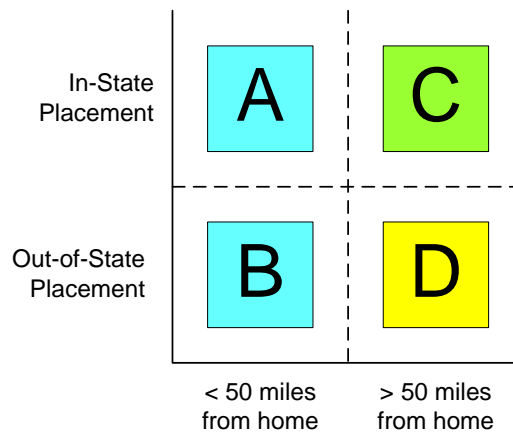 In-State
Placement
A
C
Out-of-State
Placement
B
D
< 50 miles
from home
> 50 miles
from home